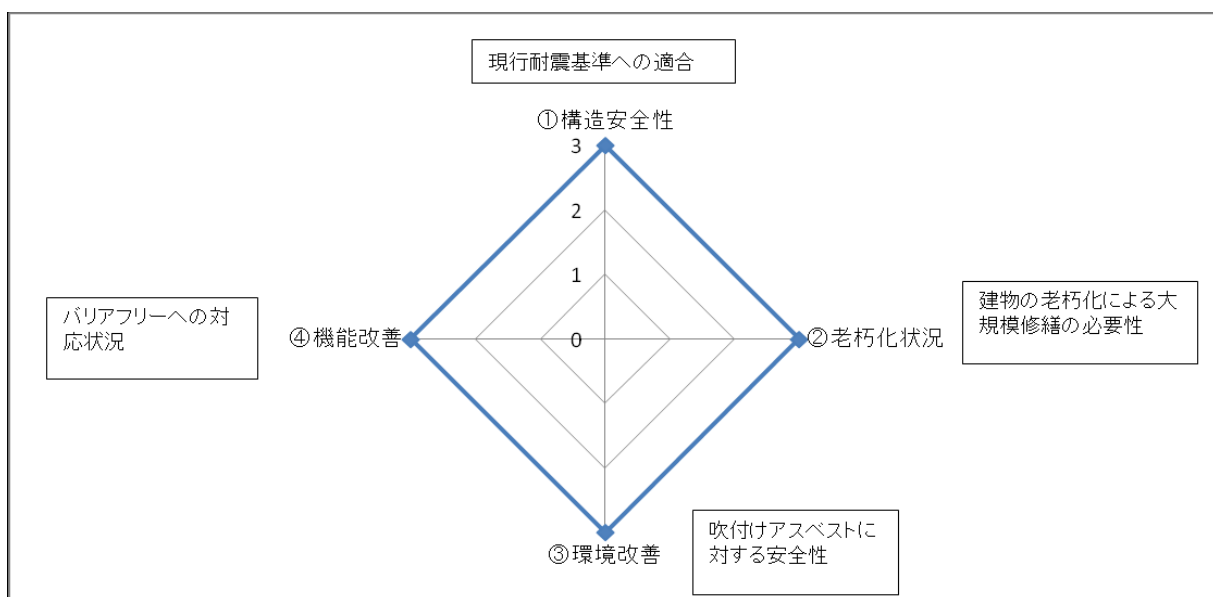 現行耐震基準への適合
①構造安全性
3
2
1
0
バリアフリーへの対
応状況
④機能改善
②老朽化状況
建物の老朽化による大
規模修繕の必要性
③環境改善
吹付けアスベストに
対する安全性